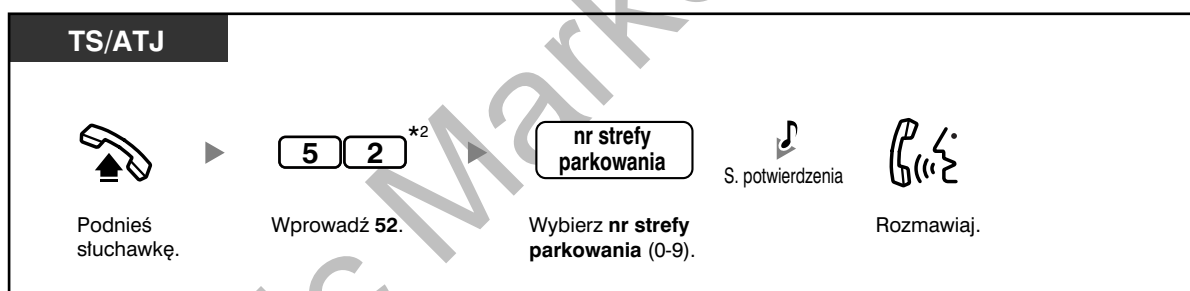 TS/ATJ
5 2 *2
nr strefy
parkowania
S. potwierdzenia
Podnieś
słuchawkę.
Wprowadź 52.
Wybierz nr strefy
parkowania (0-9).
Rozmawiaj.